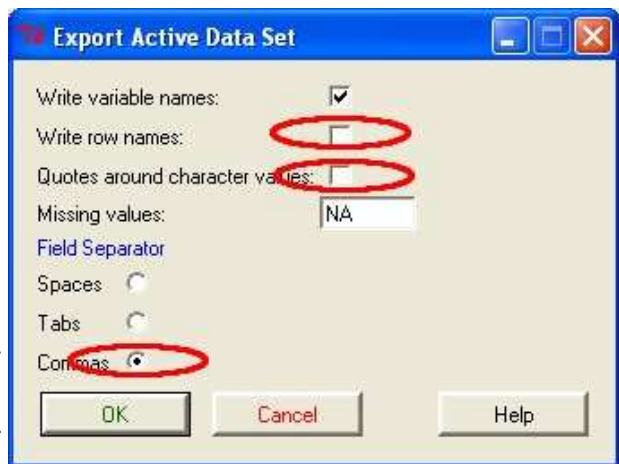 Export Active Data Set
Write variable names:
Write row names:
Quotes around character values:
Missing values: NA
Field Separator
Spaces
Tabs
Commas
OK Cancel Help